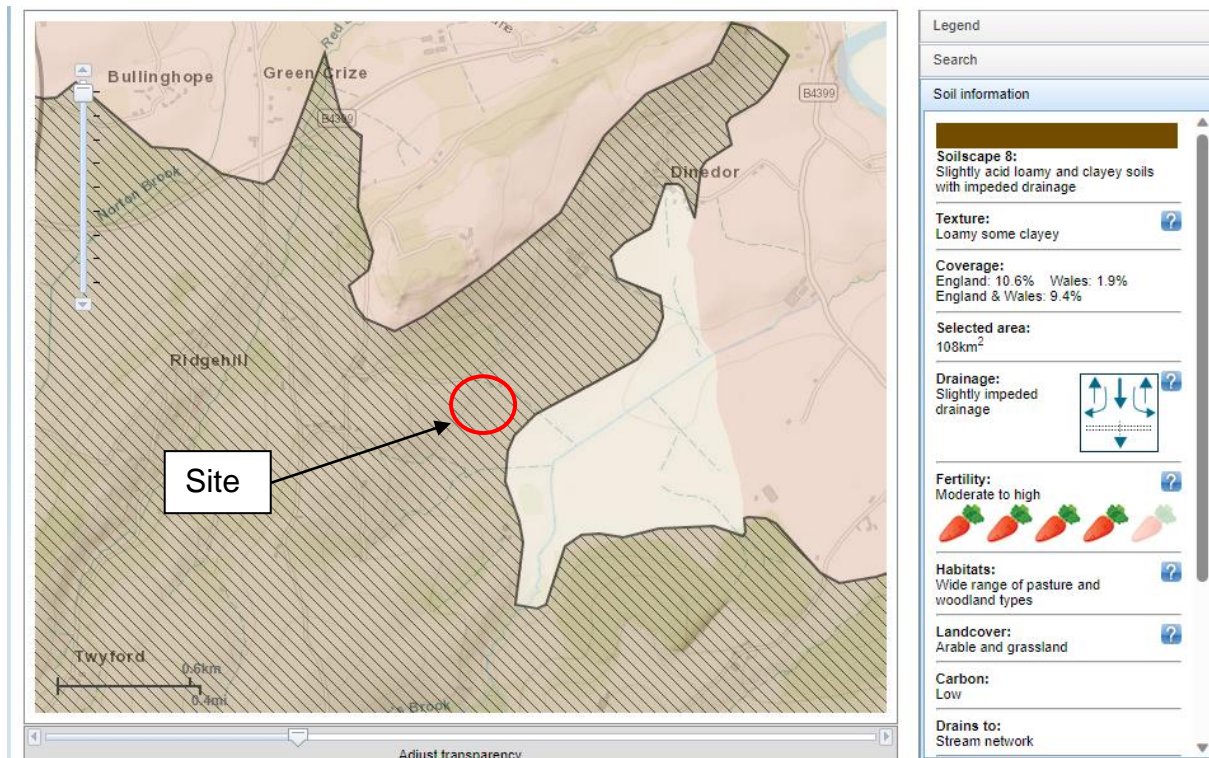 Bullinghope
Green Crize
Red
B4399
B4399
Norton Brook
Dinedor
Ridgehill
Site
Twyford
0.6km
0.4mi
Brook
Adjust transparency
Legend
Search
Soil information
Soilscape 8:
Slightly acid loamy and clayey soils
with impeded drainage
Texture:
Loamy some clayey
Coverage:
England: 10.6% Wales: 1.9%
England & Wales: 9.4%
Selected area:
108km²
Drainage:
Slightly impeded
drainage
Fertility:
Moderate to high
Habitats:
Wide range of pasture and
woodland types
Landcover:
Arable and grassland
Carbon:
Low
Drains to:
Stream network